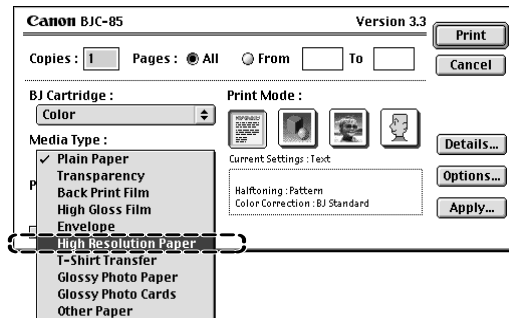 Canon BJC-85 Version 3.3
Print
Copies : 1 Pages : All From To
Cancel
BJ Cartridge : Print Mode :
Color
Media Type :
Details...
Plain Paper
Current Settings : Text
Transparency
Options...
Back Print Film
Halftoning : Pattern
High Gloss Film
Color Correction : BJ Standard
Apply...
Envelope
High Resolution Paper
T-Shirt Transfer
Glossy Photo Paper
Glossy Photo Cards
Other Paper